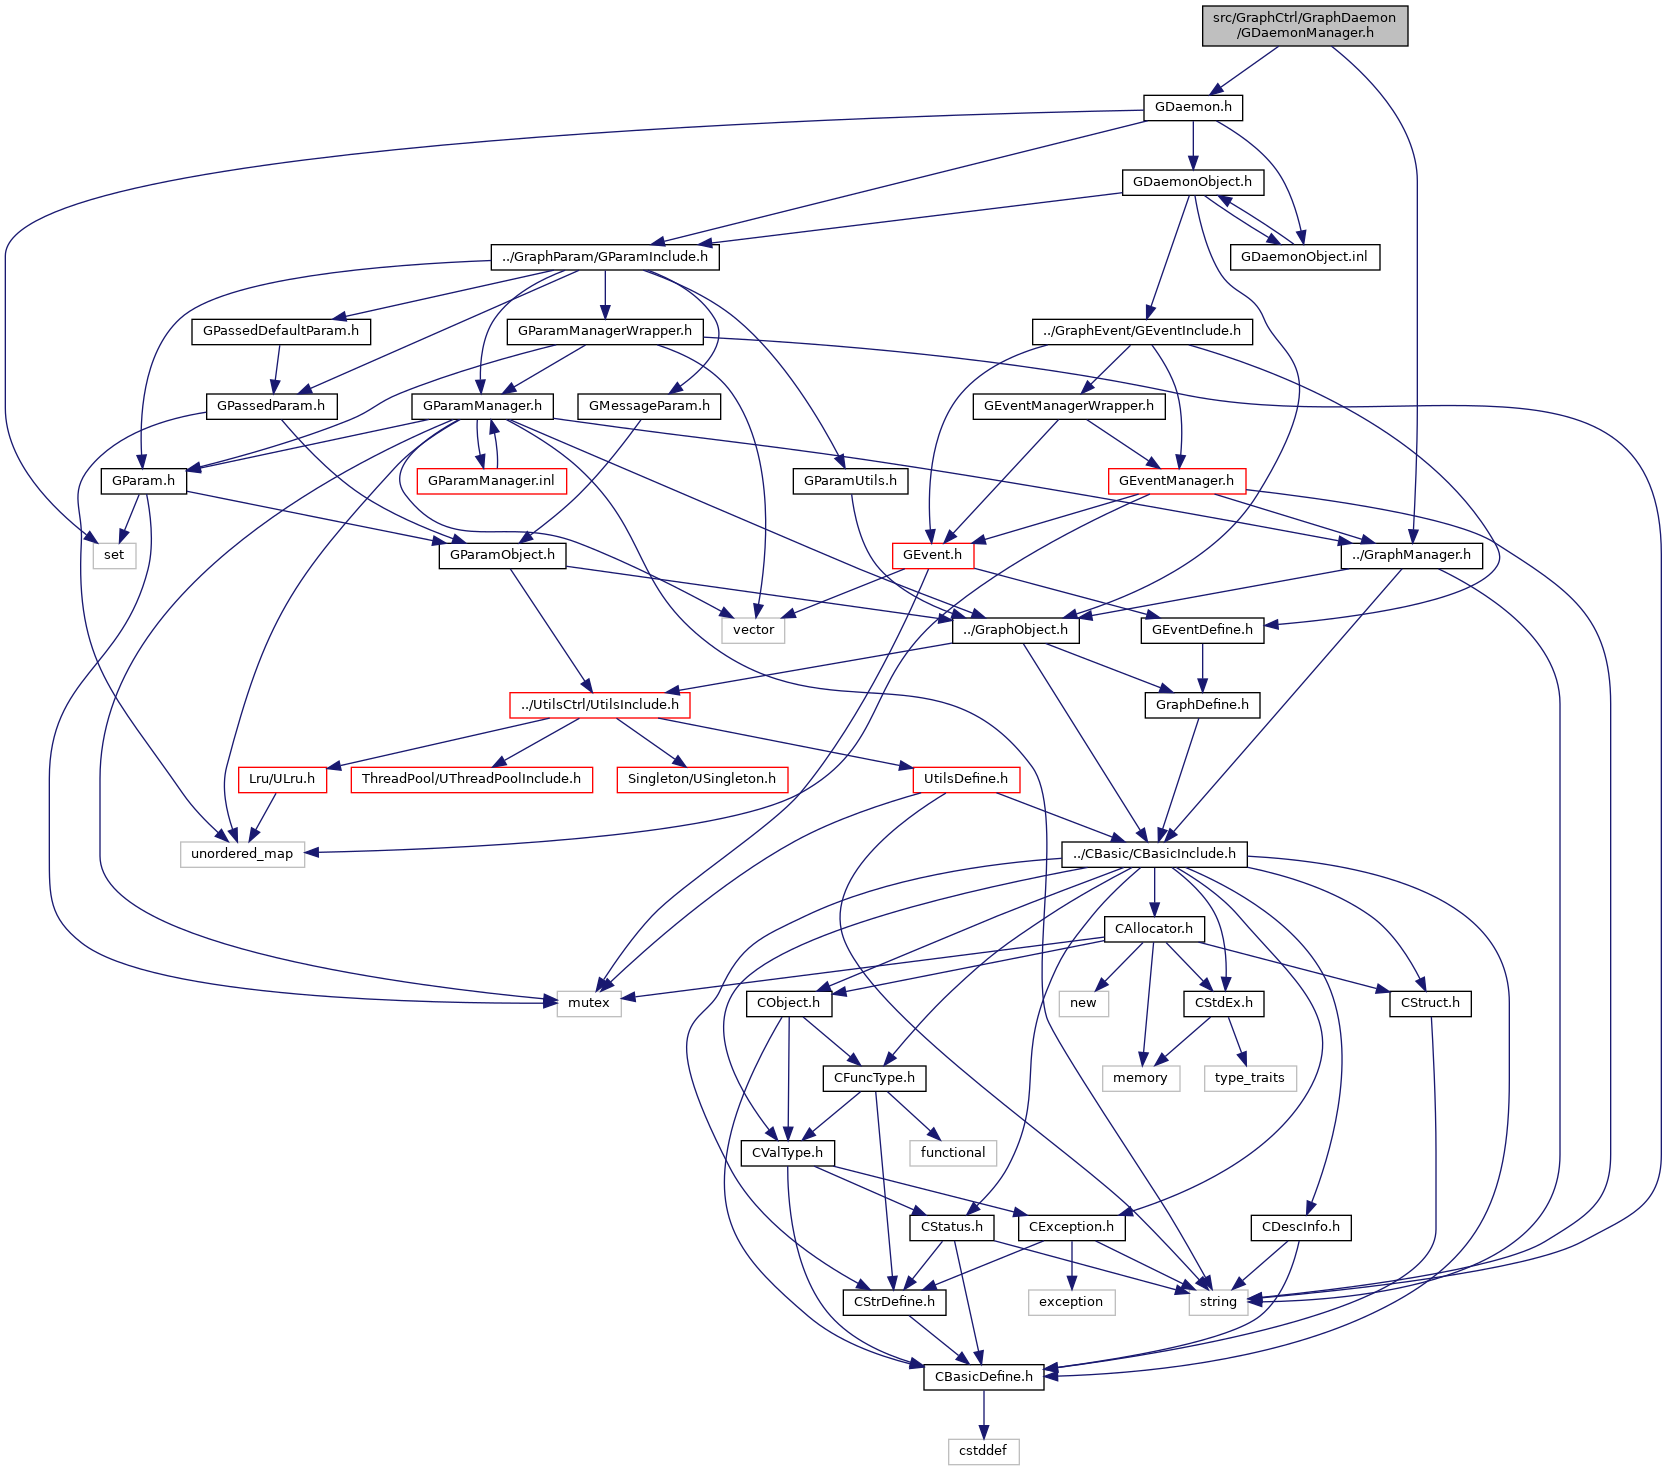 src/GraphCtrl/GraphDaemon
/GDaemonManager.h
GDaemon.h
GDaemonObject.h
../GraphParam/GParamInclude.h
GDaemonObject.inl
GPassedDefaultParam.h
GParamManagerWrapper.h
../GraphEvent/GEventInclude.h
GPassedParam.h
GParamManager.h
GMessageParam.h
GEventManagerWrapper.h
GParam.h
GParamManager.inl
GParamUtils.h
GEventManager.h
set
GParamObject.h
GEvent.h
../GraphManager.h
vector
../GraphObject.h
GEventDefine.h
../UtilsCtrl/UtilsInclude.h
GraphDefine.h
Lru/ULru.h
ThreadPool/UThreadPoolInclude.h
Singleton/USingleton.h
UtilsDefine.h
unordered_map
../CBasic/CBasicInclude.h
CAllocator.h
mutex
CObject.h
new
CStdEx.h
CStruct.h
CFuncType.h
memory
type_traits
CValType.h
functional
CStatus.h
CException.h
CDescInfo.h
CStrDefine.h
exception
string
CBasicDefine.h
cstddef